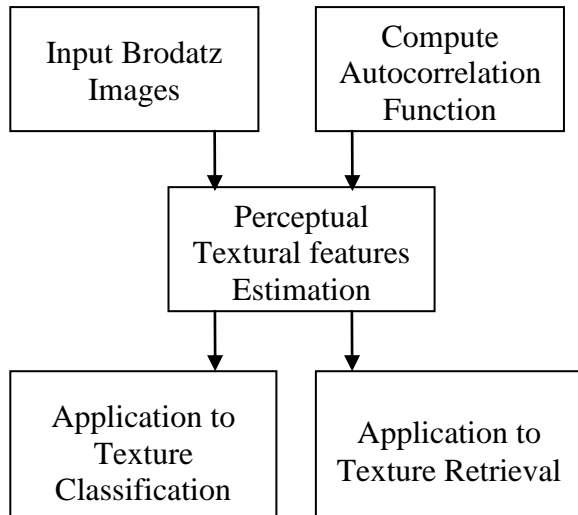 Input Brodatz
Images
Compute
Autocorrelation
Function
Perceptual
Textural features
Estimation
Application to
Texture
Classification
Application to
Texture Retrieval